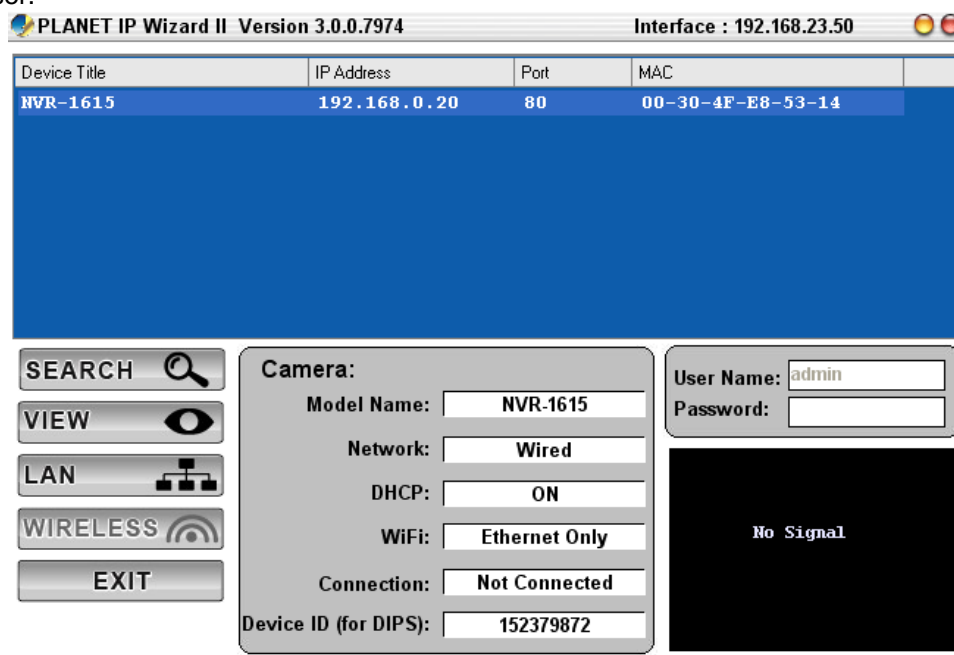 PLANET IP Wizard II Version 3.0.0.7974 Interface : 192.168.23.50
Device Title IP Address Port MAC
NVR-1615 192.168.0.20 80 00-30-4F-E8-53-14
SEARCH
VIEW
LAN
WIRELESS
EXIT
Camera:
Model Name: NVR-1615
Network: Wired
DHCP: ON
WiFi: Ethernet Only
Connection: Not Connected
Device ID (for DIPS): 152379872
User Name: admin
Password:
No Signal